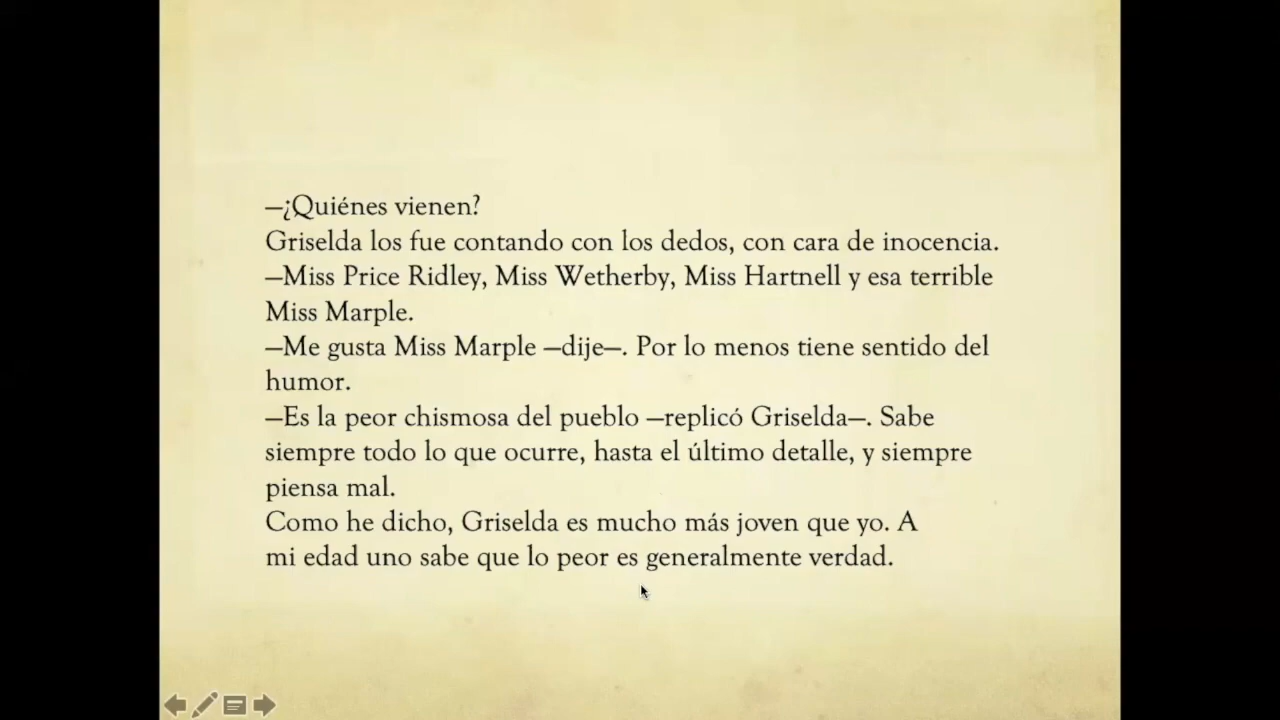 —¿Quiénes vienen?
Griselda los fue contando con los dedos, con cara de inocencia.
—Miss Price Ridley, Miss Wetherby, Miss Hartnell y esa terrible
Miss Marple.
—Me gusta Miss Marple —dije—. Por lo menos tiene sentido del
humor.
—Es la peor chismosa del pueblo —replicó Griselda—. Sabe
siempre todo lo que ocurre, hasta el último detalle, y siempre
piensa mal.
Como he dicho, Griselda es mucho más joven que yo. A
mi edad uno sabe que lo peor es generalmente verdad.